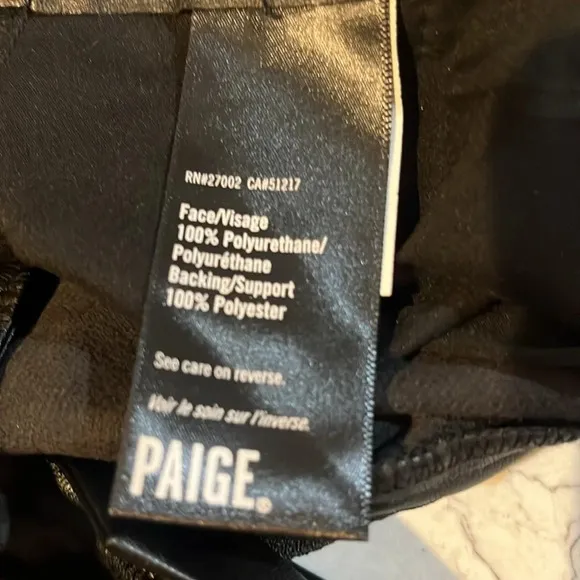 RN#27002 CA#51217
Face/Visage
100% Polyurethane/
Polyuréthane
Backing/Support
100% Polyester
See care on reverse.
Voir le soin sur l'inverse.
PAIGE®